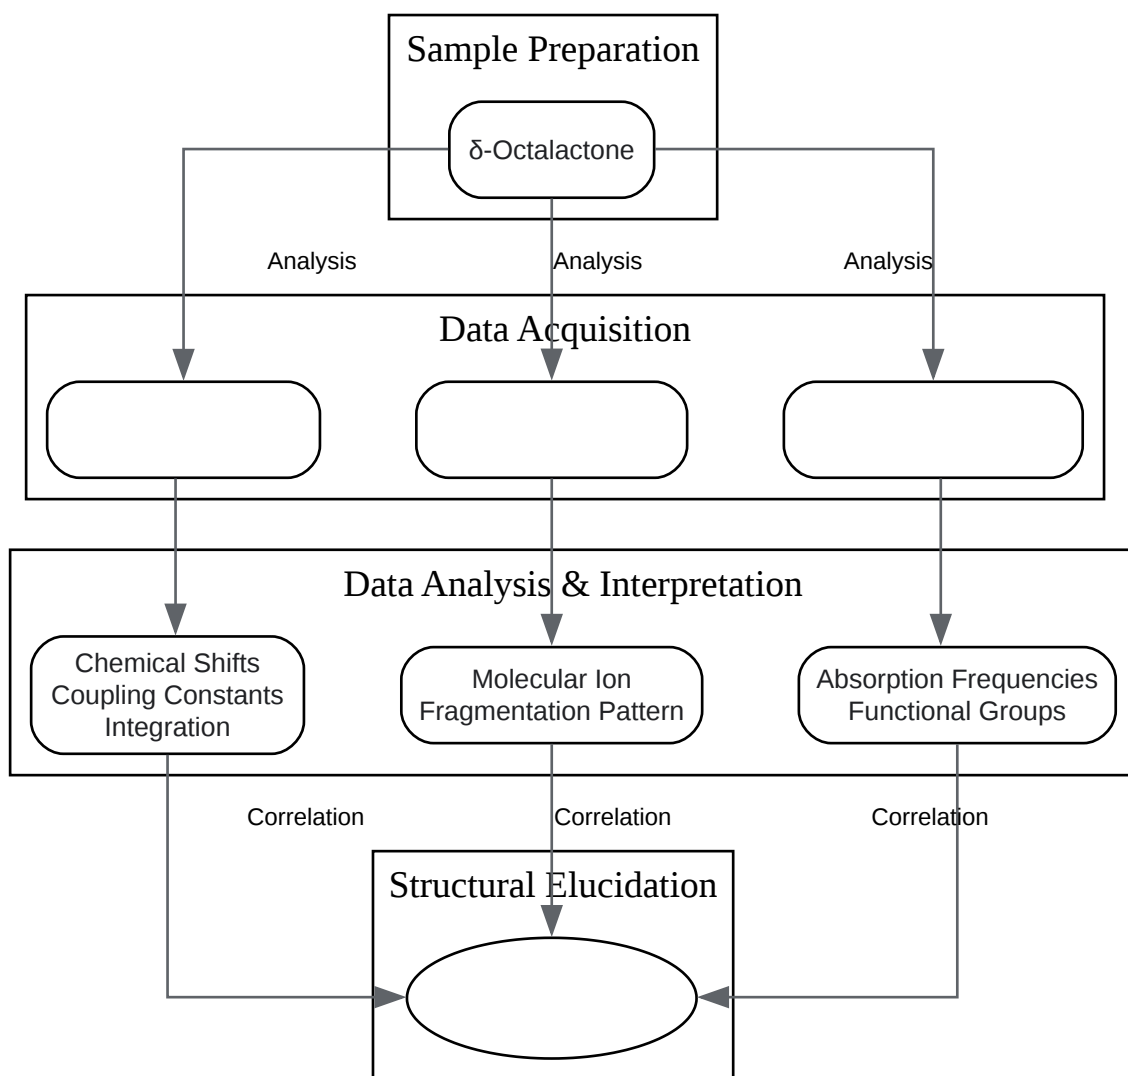 Sample Preparation
δ-Octalactone
Analysis
Analysis
Analysis
Data Acquisition
Data Analysis & Interpretation
Chemical Shifts
Coupling Constants
Integration
Molecular Ion
Fragmentation Pattern
Absorption Frequencies
Functional Groups
Correlation
Correlation
Correlation
Structural Elucidation